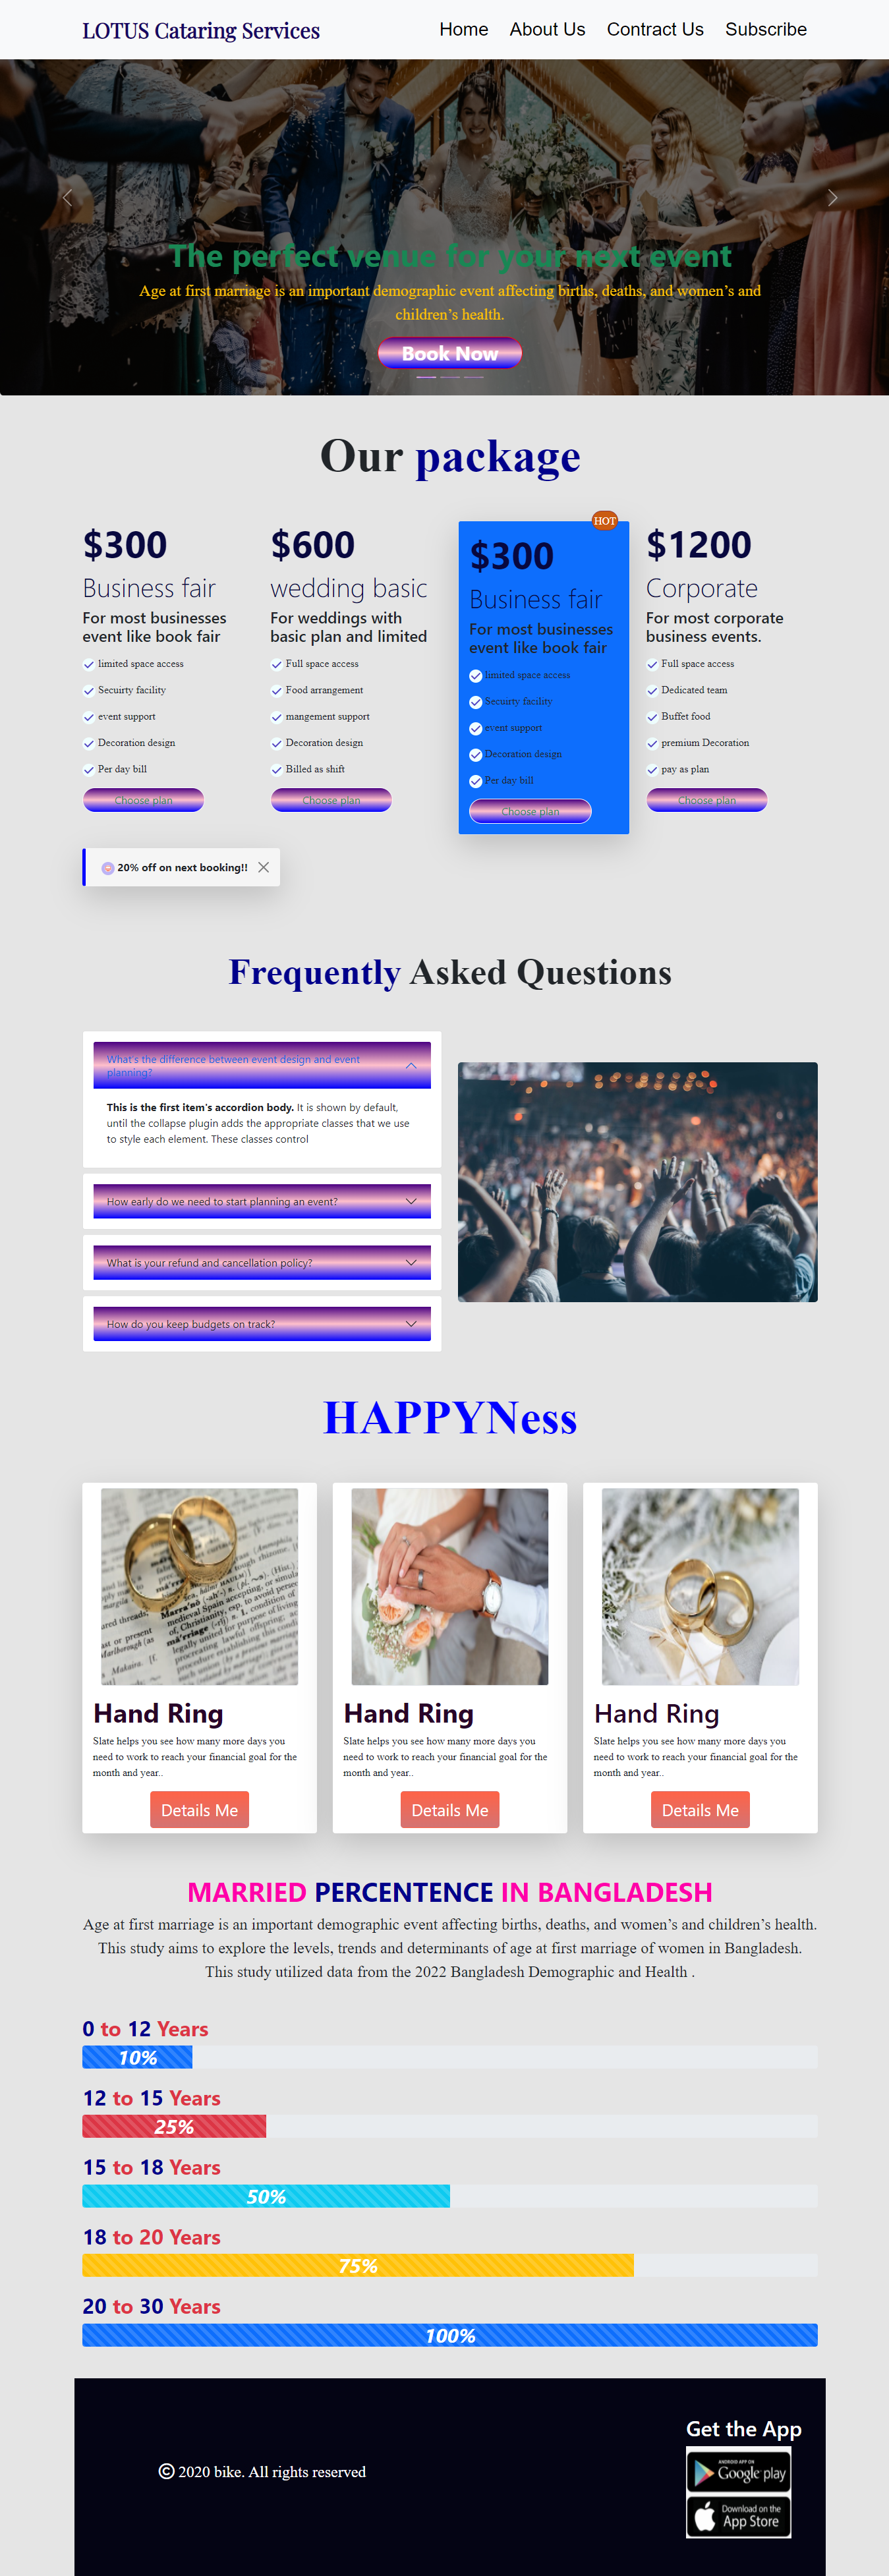 LOTUS Cataring Services
Home About Us Contract Us Subscribe
The perfect venue for your next event
Age at first marriage is an important demographic event affecting births, deaths, and women’s and
children’s health.
Book Now
Our package
$300
Business fair
For most businesses
event like book fair
limited space access
Secuirty facility
event support
Decoration design
Per day bill
Choose plan
$600
wedding basic
For weddings with
basic plan and limited
Full space access
Food arrangement
mangement support
Decoration design
Billed as shift
Choose plan
HOT
$300
Business fair
For most businesses
event like book fair
limited space access
Secuirty facility
event support
Decoration design
Per day bill
Choose plan
$1200
Corporate
For most corporate
business events.
Full space access
Dedicated team
Buffet food
premium Decoration
pay as plan
Choose plan
20% off on next booking!!
Frequently Asked Questions
What's the difference between event design and event
planning?
This is the first item's accordion body. It is shown by default,
until the collapse plugin adds the appropriate classes that we use
to style each element. These classes control
How early do we need to start planning an event?
What is your refund and cancellation policy?
How do you keep budgets on track?
HAPPYNess
Hand Ring
Slate helps you see how many more days you
need to work to reach your financial goal for the
month and year..
Details Me
Hand Ring
Slate helps you see how many more days you
need to work to reach your financial goal for the
month and year..
Details Me
Hand Ring
Slate helps you see how many more days you
need to work to reach your financial goal for the
month and year..
Details Me
MARRIED PERCENTENCE IN BANGLADESH
Age at first marriage is an important demographic event affecting births, deaths, and women’s and children’s health.
This study aims to explore the levels, trends and determinants of age at first marriage of women in Bangladesh.
This study utilized data from the 2022 Bangladesh Demographic and Health .
0 to 12 Years
10%
12 to 15 Years
25%
15 to 18 Years
50%
18 to 20 Years
75%
20 to 30 Years
100%
© 2020 bike. All rights reserved
Get the App
ANDROID APP ON
Google play
Download on the
App Store